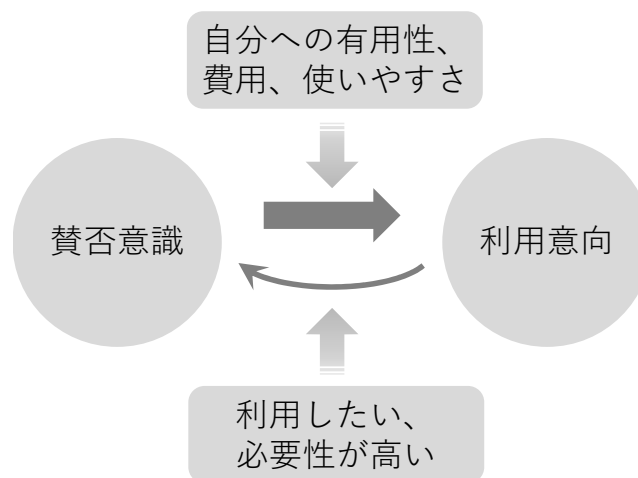 自分への有用性、
費用、使いやすさ
賛否意識
利用意向
利用したい、
必要性が高い